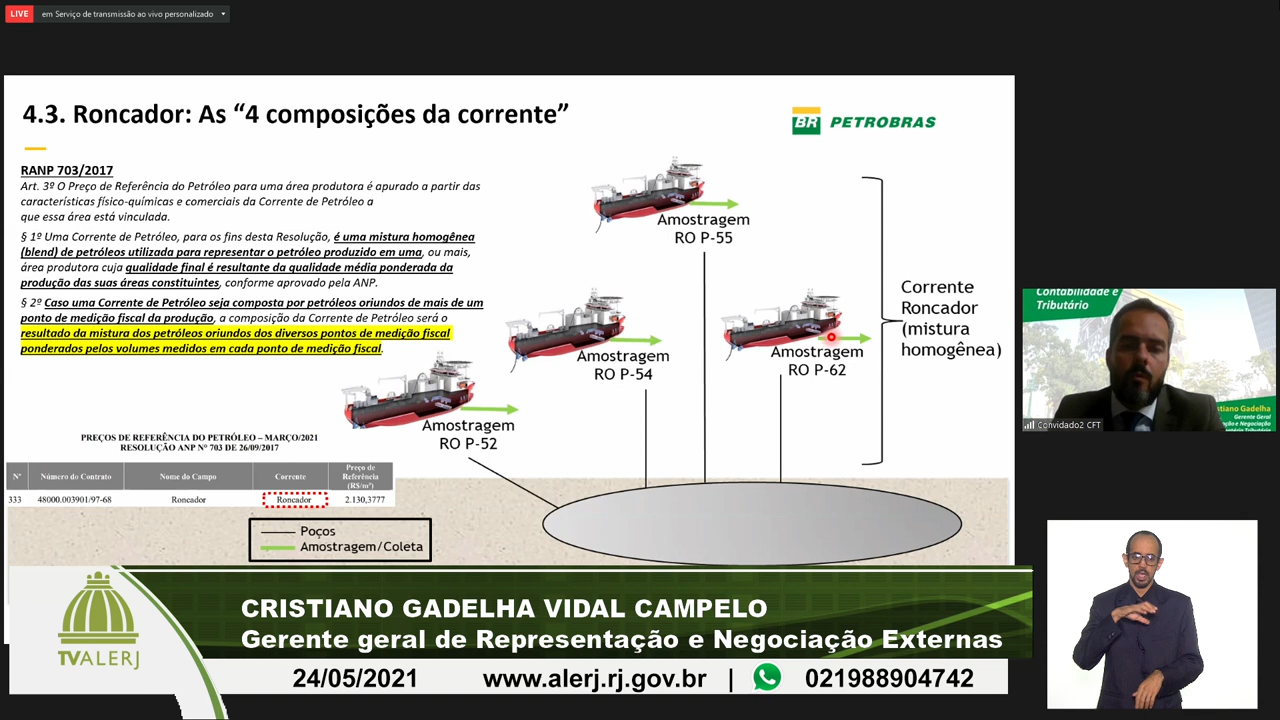 LIVE em Serviço de transmissão ao vivo personalizado
4.3. Roncador: As “4 composições da corrente”
BR PETROBRAS
RANP 703/2017
Art. 3º O Preço de Referência do Petróleo para uma área produtora é apurado a partir das
características físico-químicas e comerciais da Corrente de Petróleo a
que essa área está vinculada.
§ 1º Uma Corrente de Petróleo, para os fins desta Resolução, é uma mistura homogênea
(blend) de petróleos utilizada para representar o petróleo produzido em uma, ou mais,
área produtora cuja qualidade final é resultante da qualidade média ponderada da
produção das suas áreas constituintes, conforme aprovado pela ANP.
§ 2º Caso uma Corrente de Petróleo seja composta por petróleos oriundos de mais de um
ponto de medição fiscal da produção, a composição da Corrente de Petróleo será o
resultado da mistura dos petróleos oriundos dos diversos pontos de medição fiscal
ponderados pelos volumes medidos em cada ponto de medição fiscal.
Amostragem
RO P-55
Amostragem
RO P-54
Amostragem
RO P-62
Amostragem
RO P-52
Corrente
Roncador
(mistura
homogênea)
PREÇOS DE REFERÊNCIA DO PETRÓLEO – MARÇO/2021
RESOLUÇÃO ANP Nº 703 DE 26/09/2017
Nº Número do Contrato Nome do Campo Corrente Preço de
Referência
(R$/m³)
333 48000.003901/97-68 Roncador Roncador 2.130,3777
Poços
Amostragem/Coleta
Contabilidade e
Tributário
stiano Gadelha
Gerente Geral
ção e Negociação
Tributário
Convidado2 CFT
TVALERJ
CRISTIANO GADELHA VIDAL CAMPELO
Gerente geral de Representação e Negociação Externas
24/05/2021 www.alerj.rj.gov.br | 021988904742